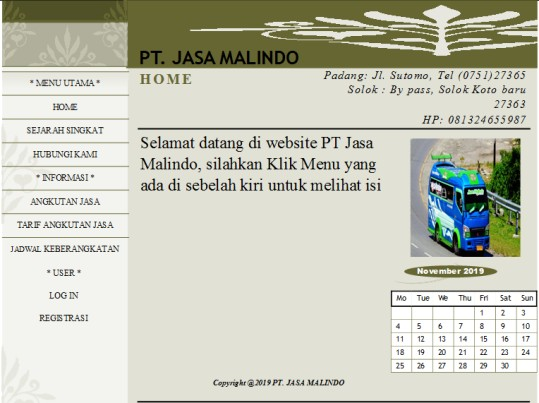 PT. JASA MALINDO
HOME
Padang: Jl. Sutomo, Tel (0751)27365
Solok : By pass, Solok Koto baru
27363
HP: 081324655987
* MENU UTAMA *
HOME
SEJARAH SINGKAT
HUBUNGI KAMI
* INFORMASI *
ANGKUTAN JASA
TARIF ANGKUTAN JASA
JADWAL KEBERANGKATAN
* USER *
LOG IN
REGISTRASI
Selamat datang di website PT Jasa
Malindo, silahkan Klik Menu yang
ada di sebelah kiri untuk melihat isi
November 2019
Mo Tue We Thu Fri Sat Sun
1 2 3
4 5 6 7 8 9 10
11 12 13 14 15 16 17
18 19 20 21 22 23 24
25 26 27 28 29 30
Copyright @2019 PT. JASA MALINDO